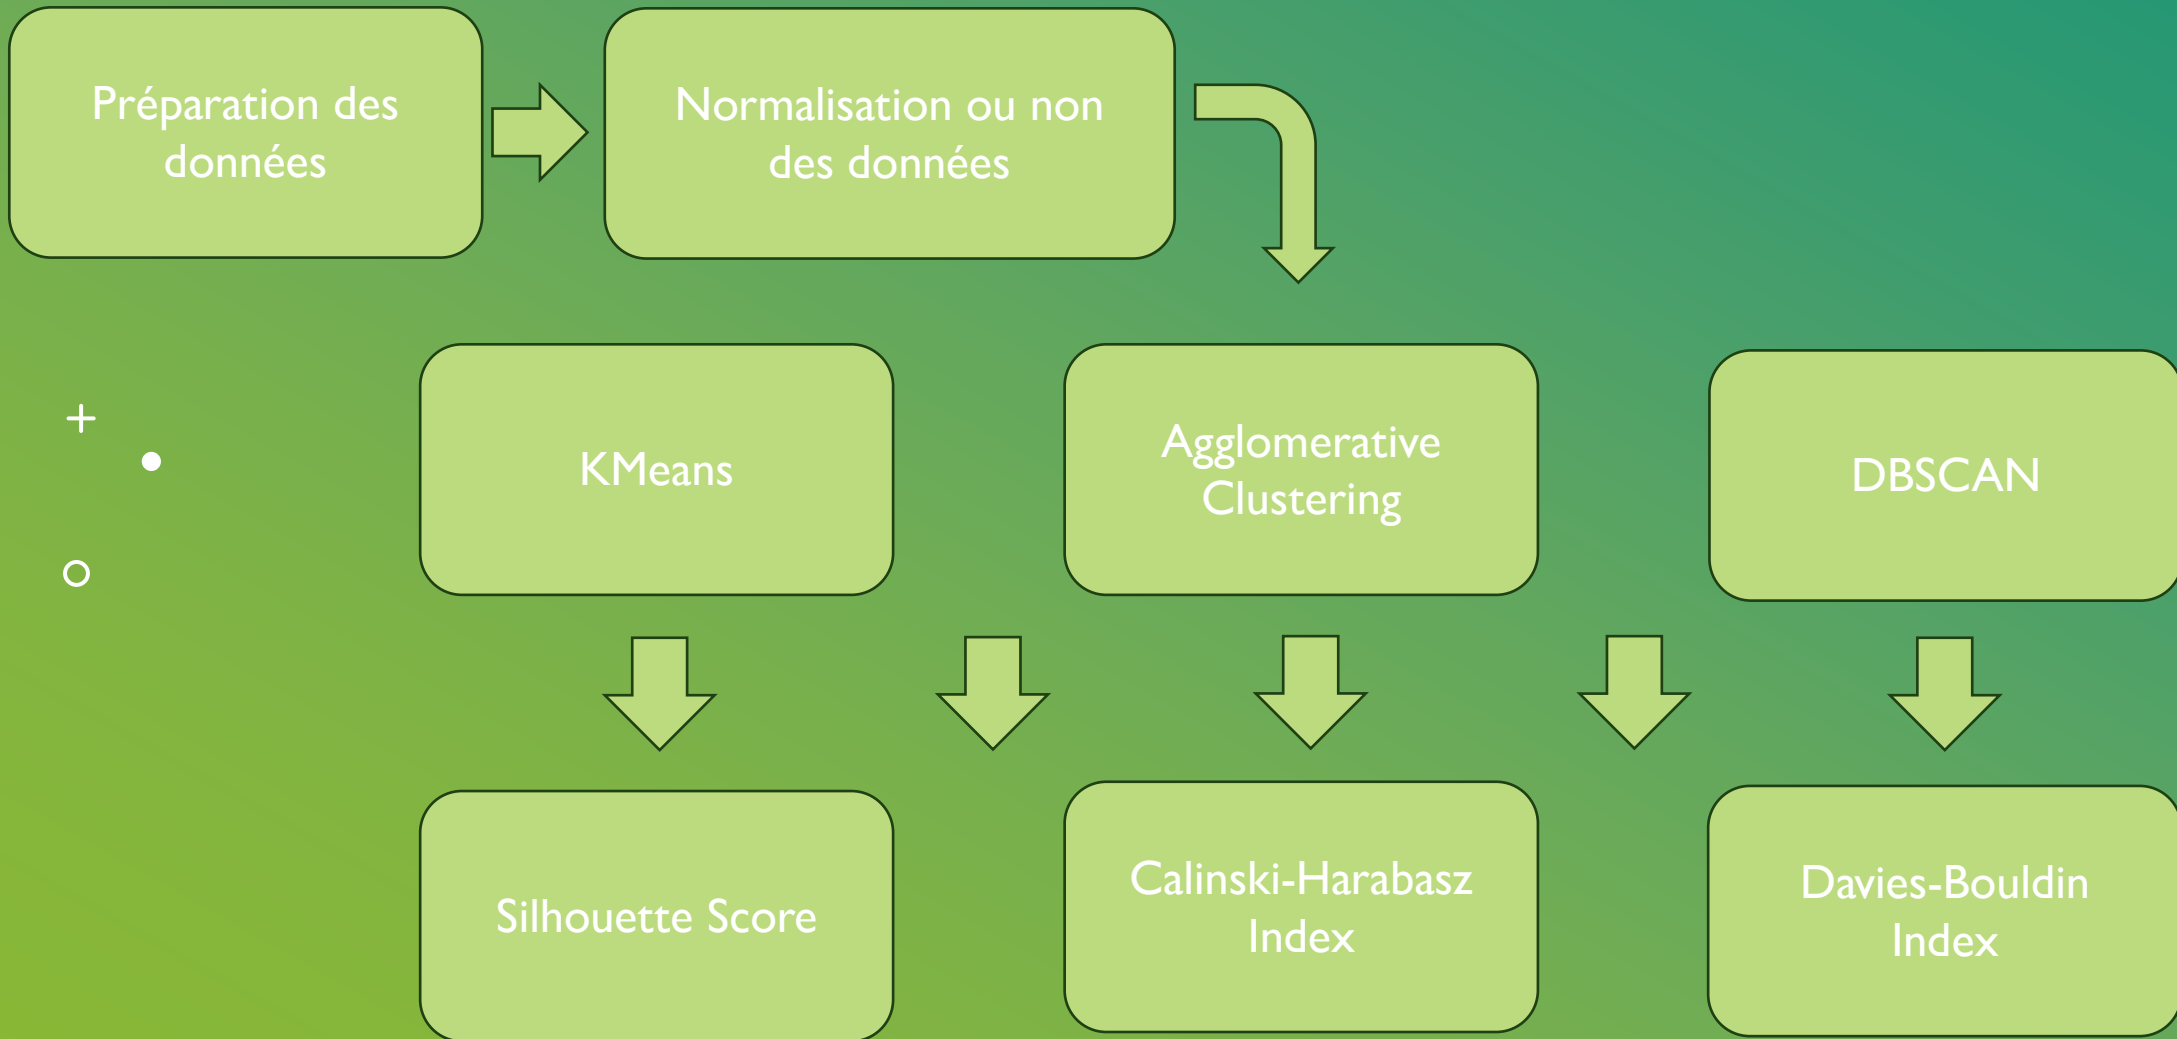 Préparation des
données
Normalisation ou non
des données
KMeans
Agglomerative
Clustering
DBSCAN
Silhouette Score
Calinski-Harabasz
Index
Davies-Bouldin
Index